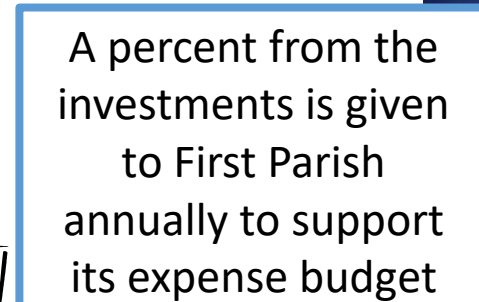 A percent from the
investments is given
to First Parish
annually to support
its expense budget